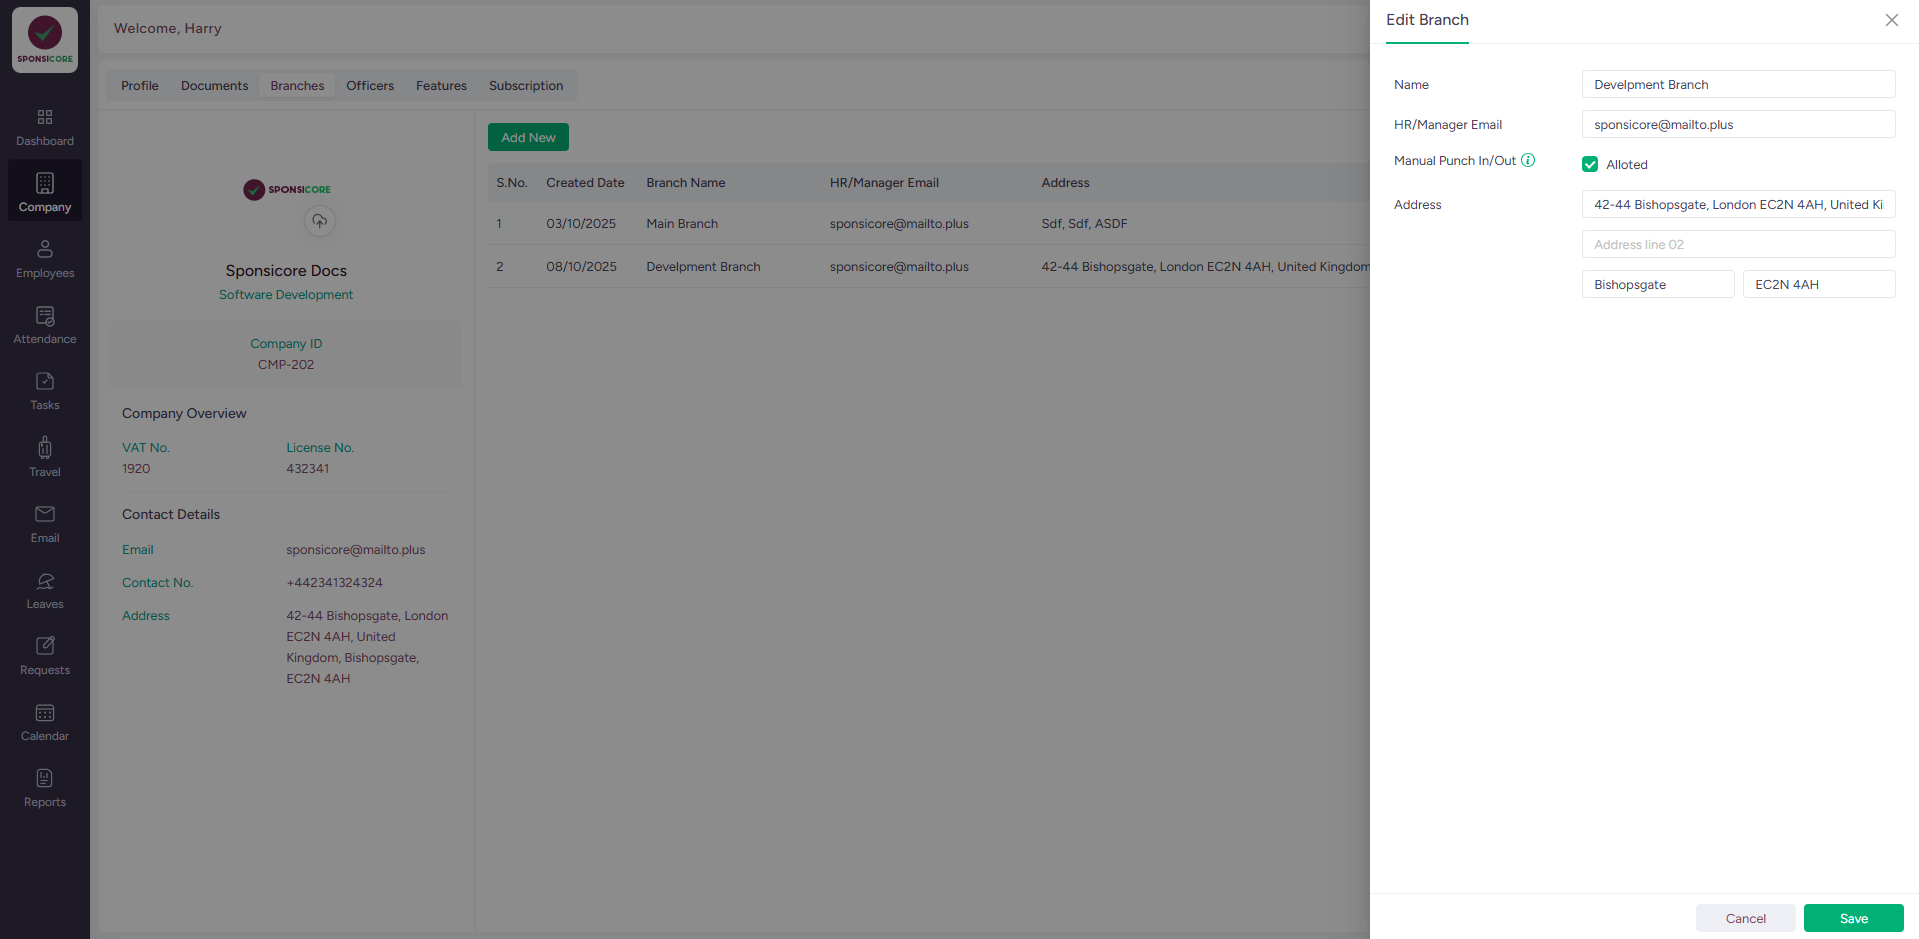 SPONSICORE
Dashboard
Company
Employees
Attendance
Tasks
Travel
Email
Leaves
Requests
Calendar
Reports
Welcome, Harry
Profile Documents Branches Officers Features Subscription
SPONSICORE
Sponsicore Docs
Software Development
Company ID
CMP-202
Company Overview
VAT No. License No.
1920 432341
Contact Details
Email sponsicore@mailto.plus
Contact No. +442341324324
Address 42-44 Bishopsgate, London
EC2N 4AH, United
Kingdom, Bishopsgate,
EC2N 4AH
Add New
S.No. Created Date Branch Name HR/Manager Email Address
1 03/10/2025 Main Branch sponsicore@mailto.plus Sdf, Sdf, ASDF
2 08/10/2025 Develpment Branch sponsicore@mailto.plus 42-44 Bishopsgate, London EC2N 4AH, United Kingdom
Edit Branch
Name Develpment Branch
HR/Manager Email sponsicore@mailto.plus
Manual Punch In/Out i Alloted
Address 42-44 Bishopsgate, London EC2N 4AH, United Ki
Address line 02
Bishopsgate EC2N 4AH
Cancel Save